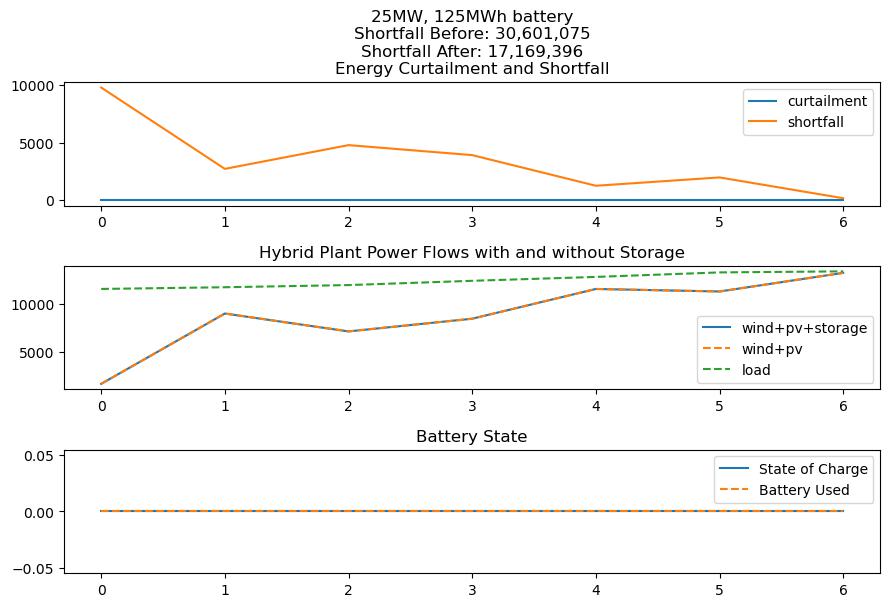 25MW, 125MWh battery
Shortfall Before: 30,601,075
Shortfall After: 17,169,396
Energy Curtailment and Shortfall
10000
5000
0
curtailment
shortfall
0 1 2 3 4 5 6
Hybrid Plant Power Flows with and without Storage
10000
5000
wind+pv+storage
wind+pv
load
0 1 2 3 4 5 6
Battery State
0.05
0.00
−0.05
State of Charge
Battery Used
0 1 2 3 4 5 6